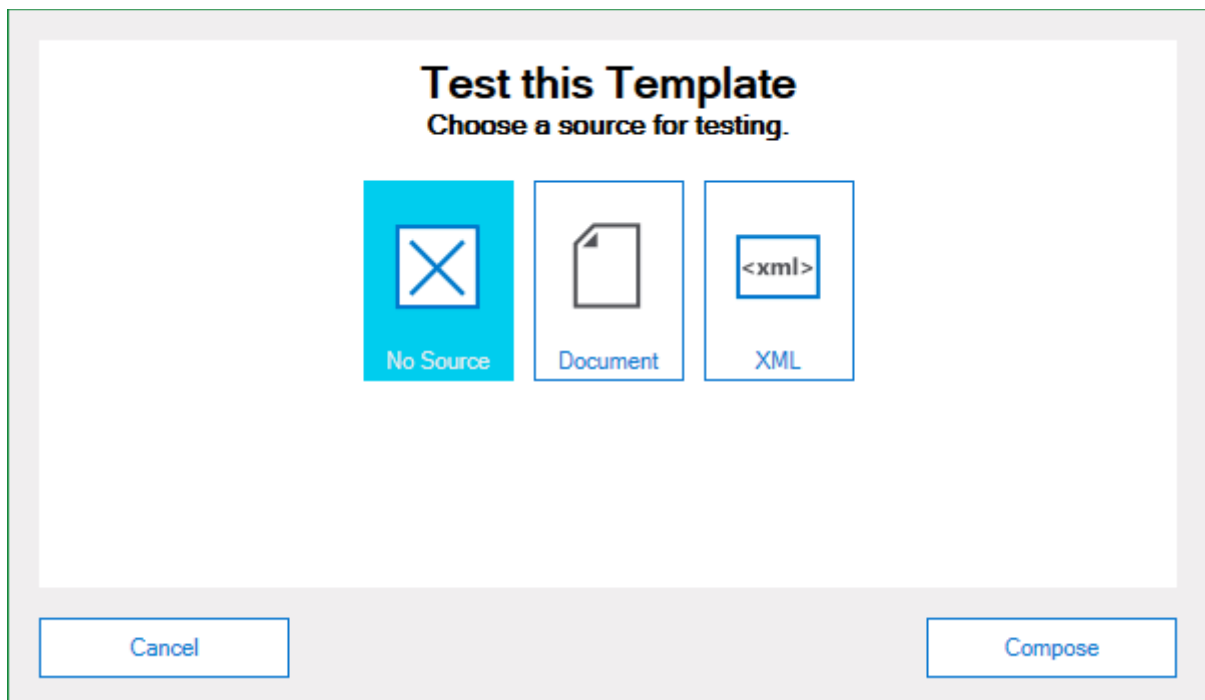 Test this Template
Choose a source for testing.
<xml>
No Source
Document
XML
Cancel
Compose